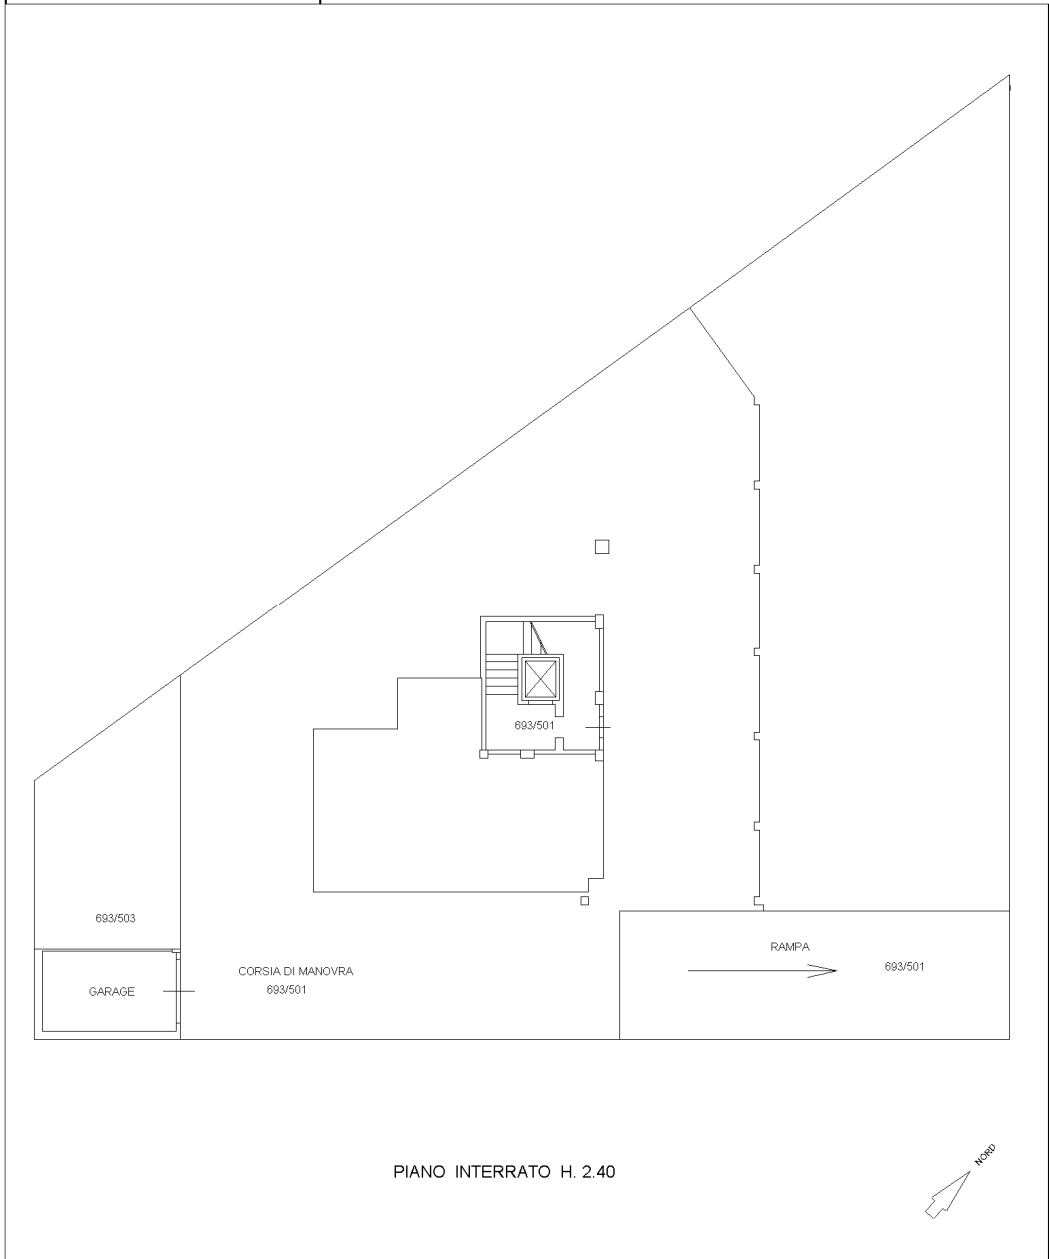 693/501
693/503
RAMPA
693/501
CORSIA DI MANOVRA
693/501
GARAGE
PIANO INTERRATO H. 2.40
NORD